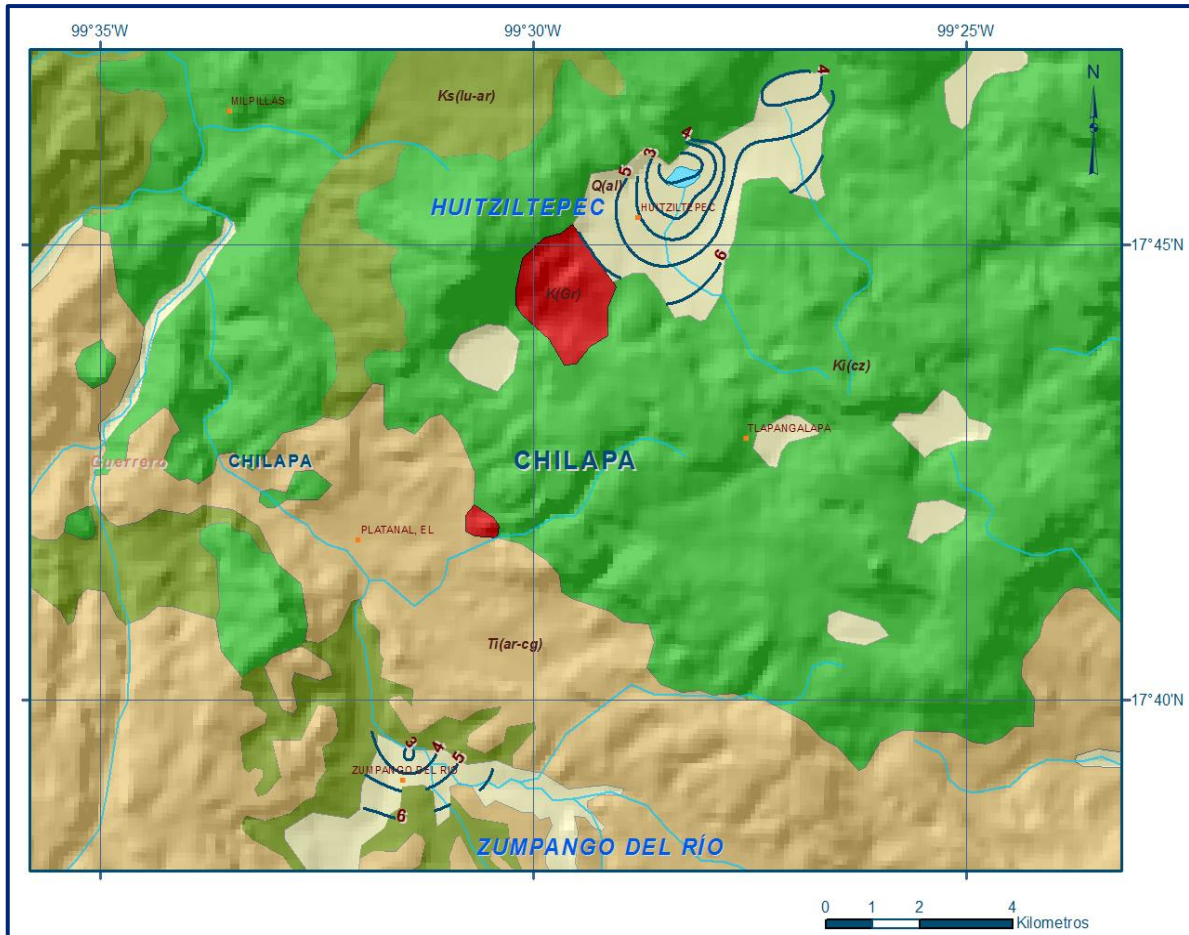 99°35'W
99°30'W
99°25'W
N
MILPILLAS
Ks(lu-ar)
4
4
3
5
Q(al)
HUITZILTEPEC
HUITZILTEPEC
17°45'N
6
K(Gr)
Ki(cz)
TLAPANGALAPA
Guerrero
CHILAPA
CHILAPA
PLATANAL, EL
Ti(ar-cg)
17°40'N
3
4
5
ZUMPANGO DEL RIO
6
ZUMPANGO DEL RÍO
0 1 2 4
Kilometros